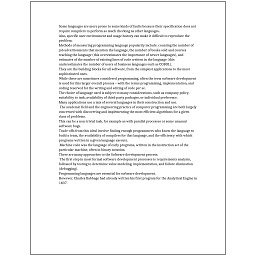 Some languages are more prone to some kinds of faults because their specification does not
require compilers to perform as much checking as other languages.
Also, specific user environment and usage history can make it difficult to reproduce the
problem.
Methods of measuring programming language popularity include: counting the number of
job advertisements that mention the language, the number of books sold and courses
teaching the language (this overestimates the importance of newer languages), and
estimates of the number of existing lines of code written in the language (this
underestimates the number of users of business languages such as COBOL).
They are the building blocks for all software, from the simplest applications to the most
sophisticated ones.
While these are sometimes considered programming, often the term software development
is used for this larger overall process – with the terms programming, implementation, and
coding reserved for the writing and editing of code per se.
The choice of language used is subject to many considerations, such as company policy,
suitability to task, availability of third-party packages, or individual preference.
Many applications use a mix of several languages in their construction and use.
The academic field and the engineering practice of computer programming are both largely
concerned with discovering and implementing the most efficient algorithms for a given
class of problems.
This can be a non-trivial task, for example as with parallel processes or some unusual
software bugs.
Trade-offs from this ideal involve finding enough programmers who know the language to
build a team, the availability of compilers for that language, and the efficiency with which
programs written in a given language execute.
Machine code was the language of early programs, written in the instruction set of the
particular machine, often in binary notation.
There are many approaches to the Software development process.
The first step in most formal software development processes is requirements analysis,
followed by testing to determine value modeling, implementation, and failure elimination
(debugging).
Programming languages are essential for software development.
However, Charles Babbage had already written his first program for the Analytical Engine in
1837.